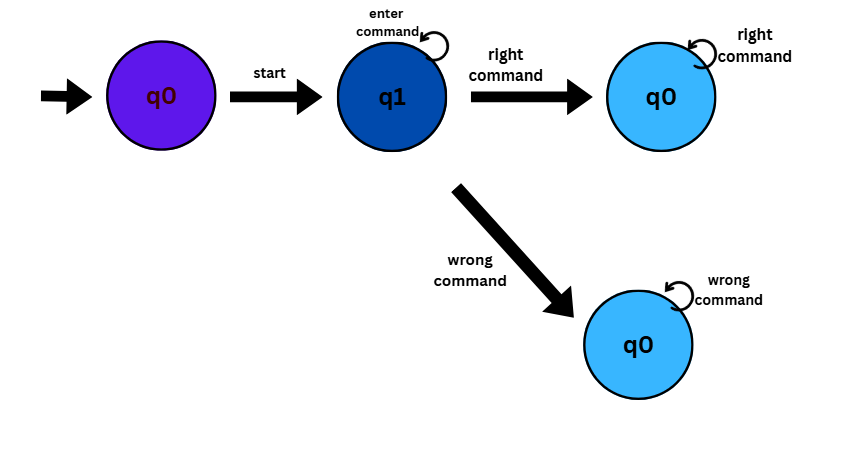 enter
command
right
command
right
command
start
q0
q1
q0
wrong
command
wrong
command
q0